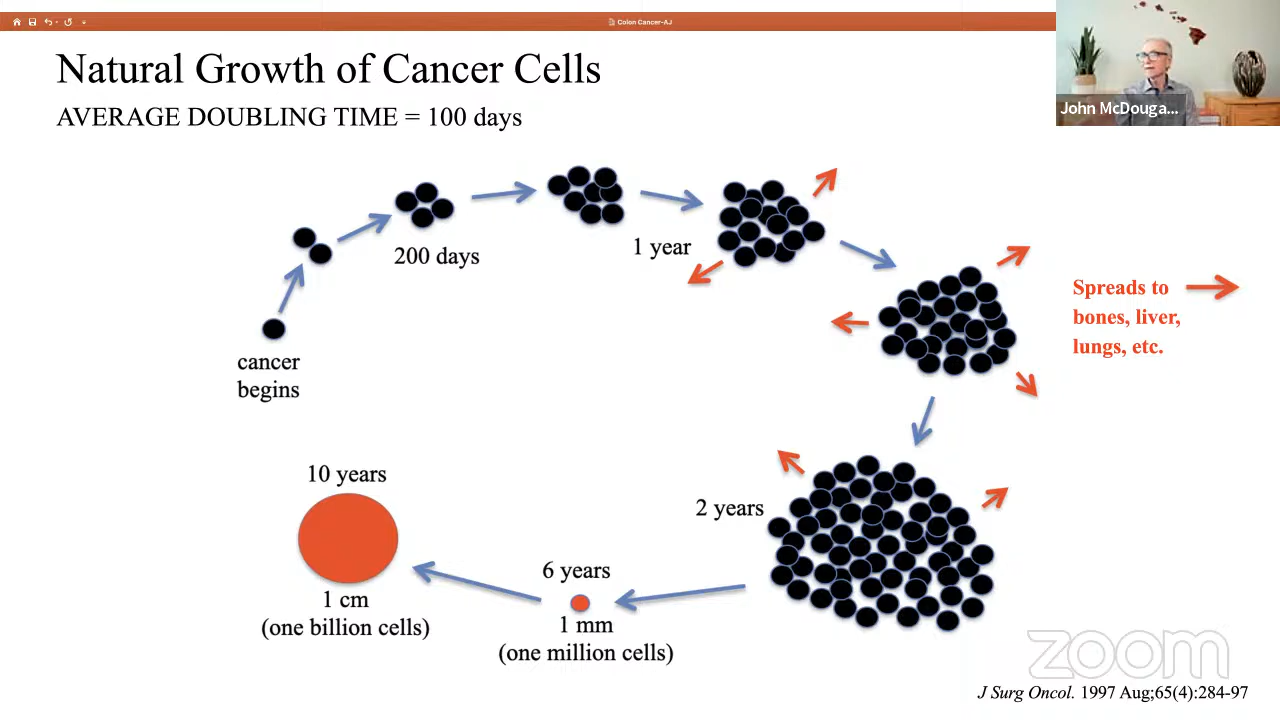 Colon Cancer-AJ
John McDouga...
Natural Growth of Cancer Cells
AVERAGE DOUBLING TIME = 100 days
200 days
1 year
cancer
begins
Spreads to
bones, liver,
lungs, etc.
10 years
2 years
6 years
1 cm
(one billion cells)
1 mm
(one million cells)
zoom
J Surg Oncol. 1997 Aug;65(4):284-97